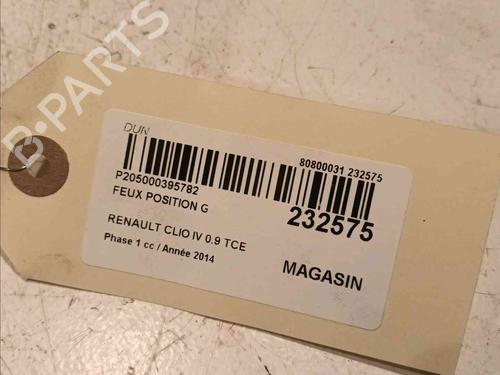 B-PARTS
DUN
80800031 232575
P205000395782
FEUX POSITION G
232575
RENAULT CLIO IV 0.9 TCE
Phase 1 cc / Année 2014
MAGASIN